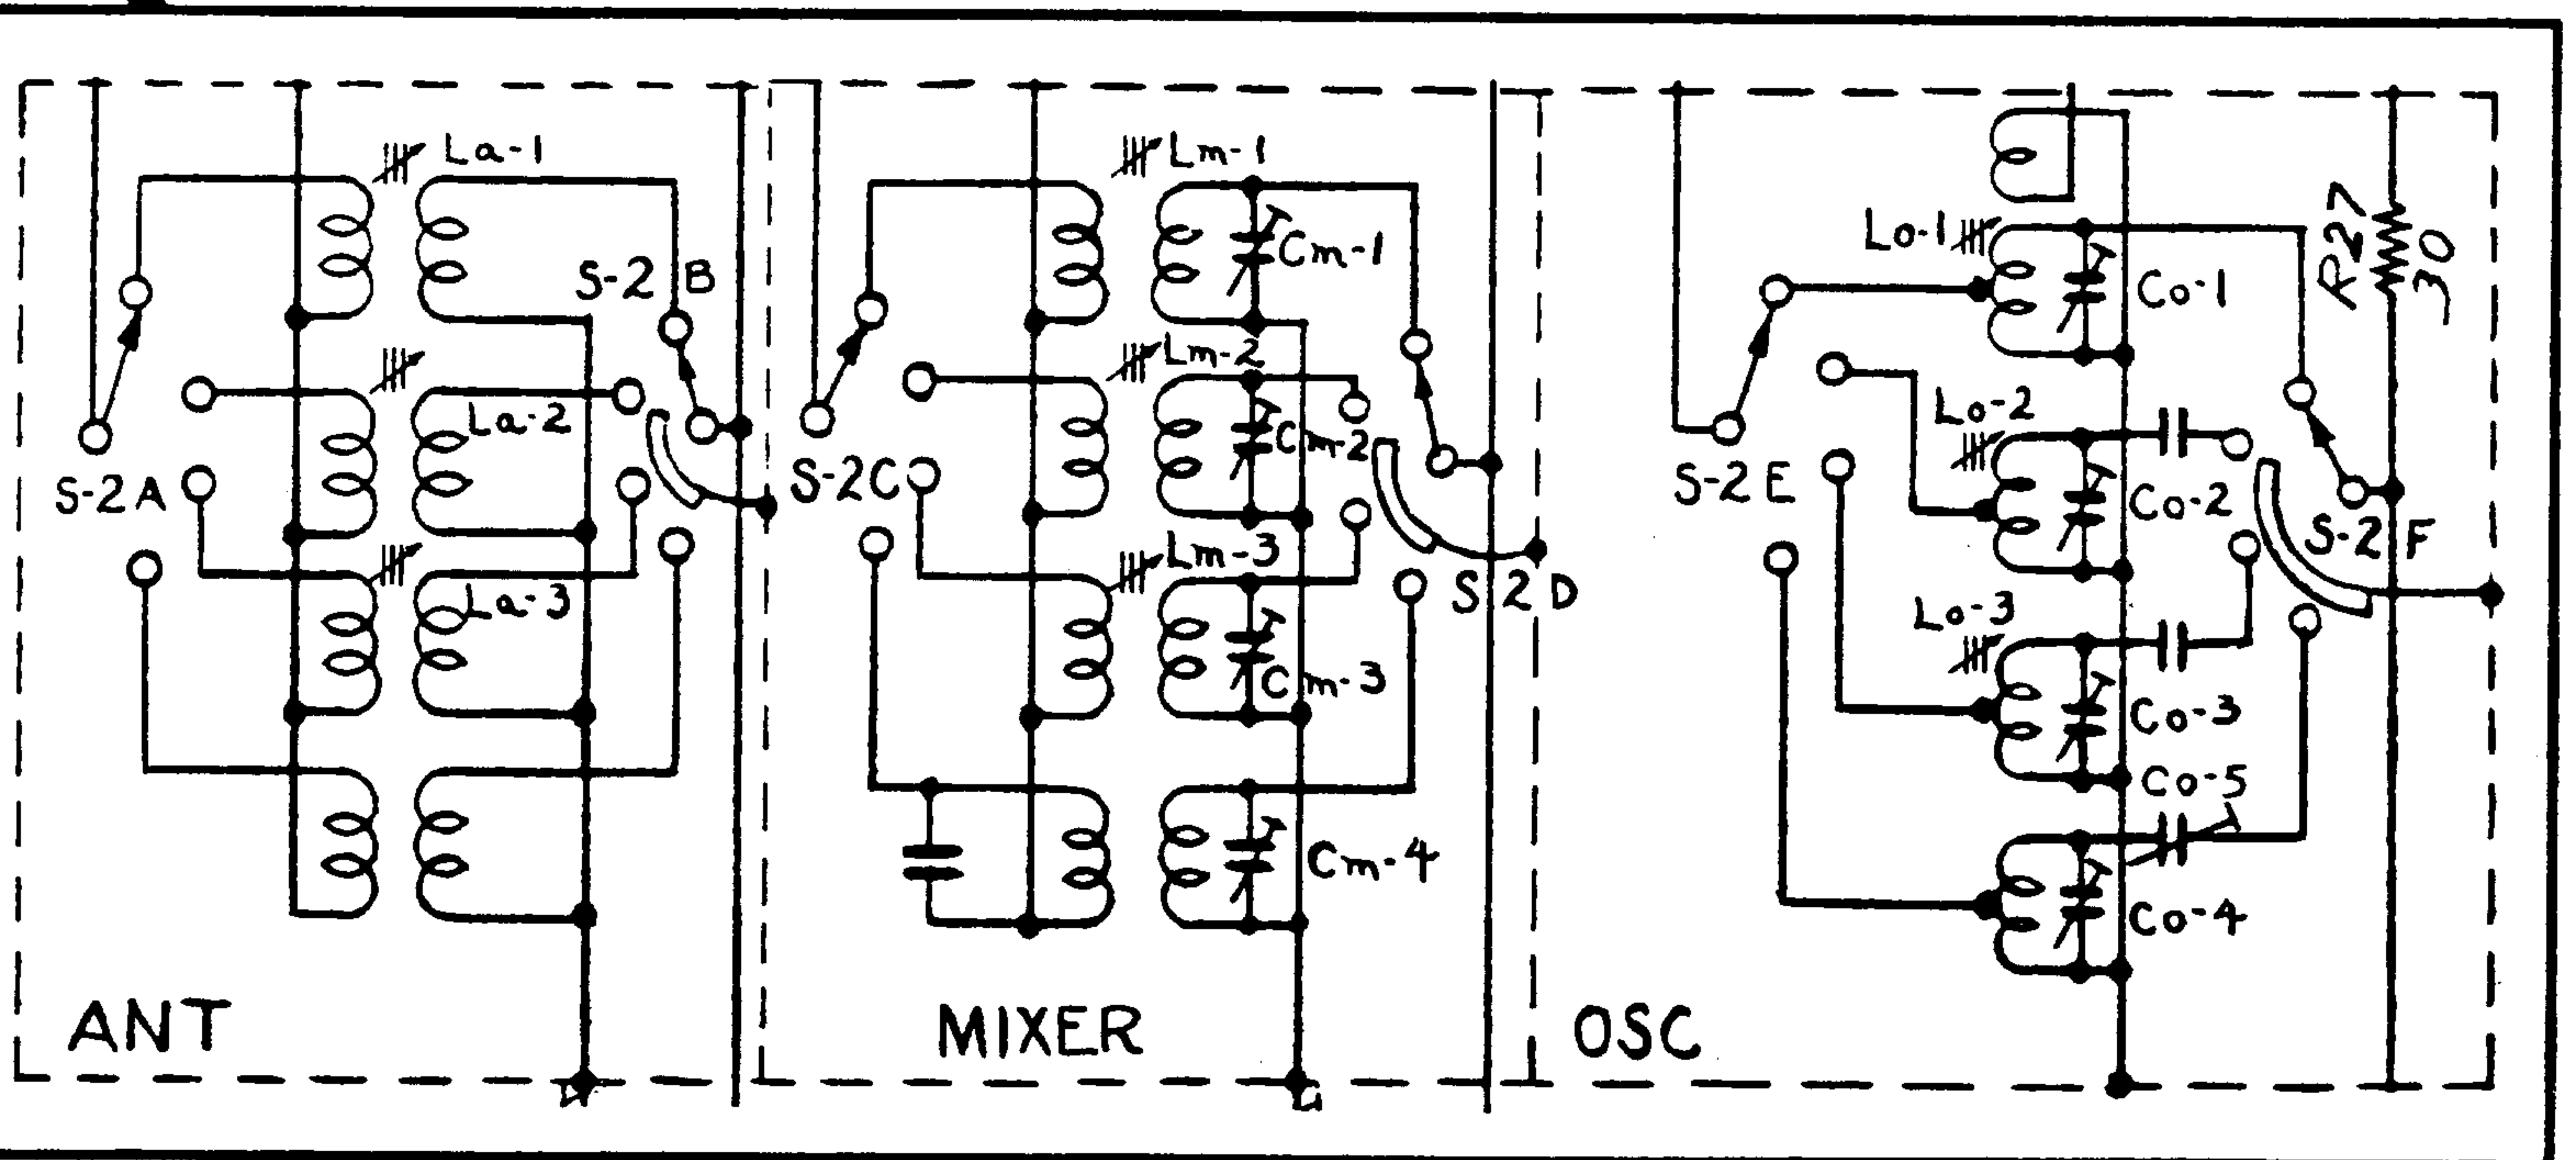 La-1
S-2 B
La-2
S-2A
La-3
ANT
Lm-1
Cm-1
Lm-2
Cm-2
S-2C
Lm-3
S 2 D
Cm-3
Cm-4
MIXER
Lo-1
Co-1
R27
30
Lo-2
S-2 E
Co-2
S-2 F
Lo-3
Co-3
Co-5
Co-4
OSC